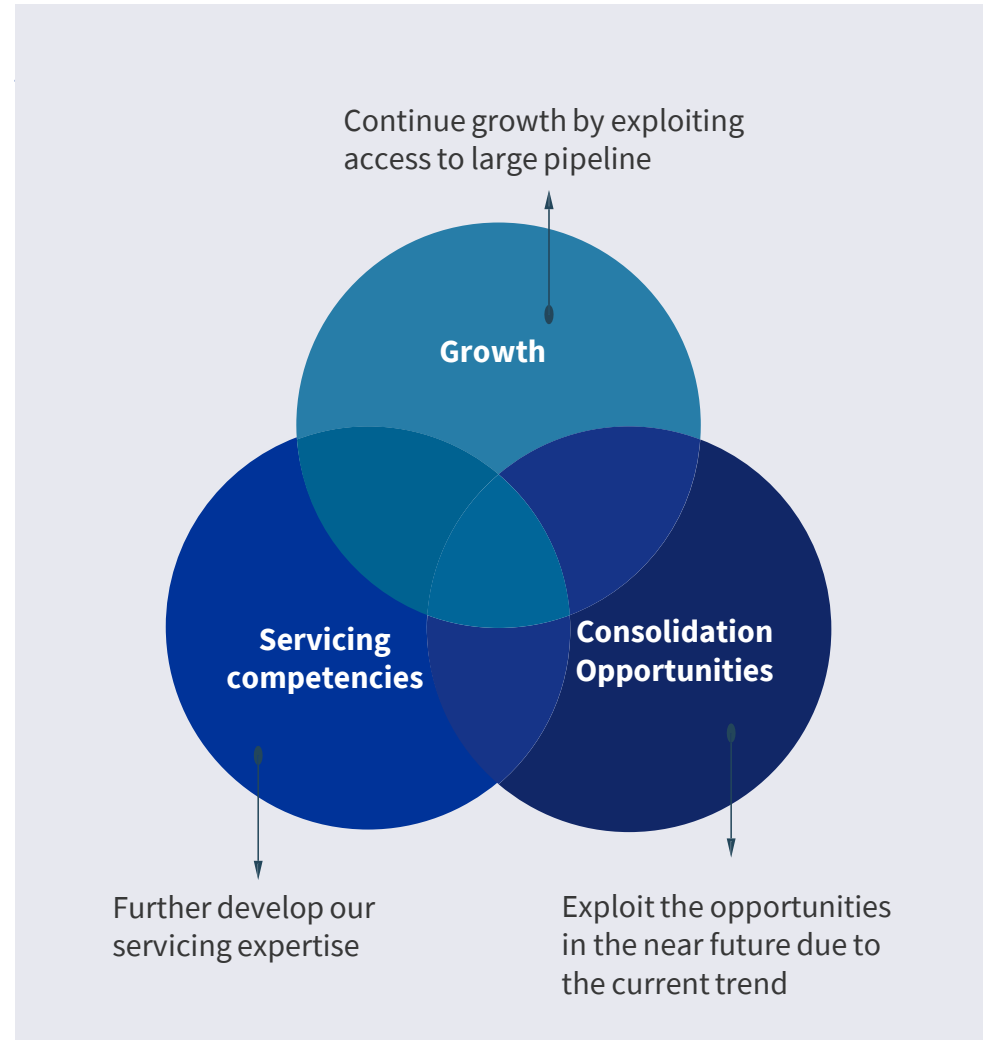 Continue growth by exploiting
access to large pipeline
Growth
Servicing
competencies
Consolidation
Opportunities
Further develop our
servicing expertise
Exploit the opportunities
in the near future due to
the current trend